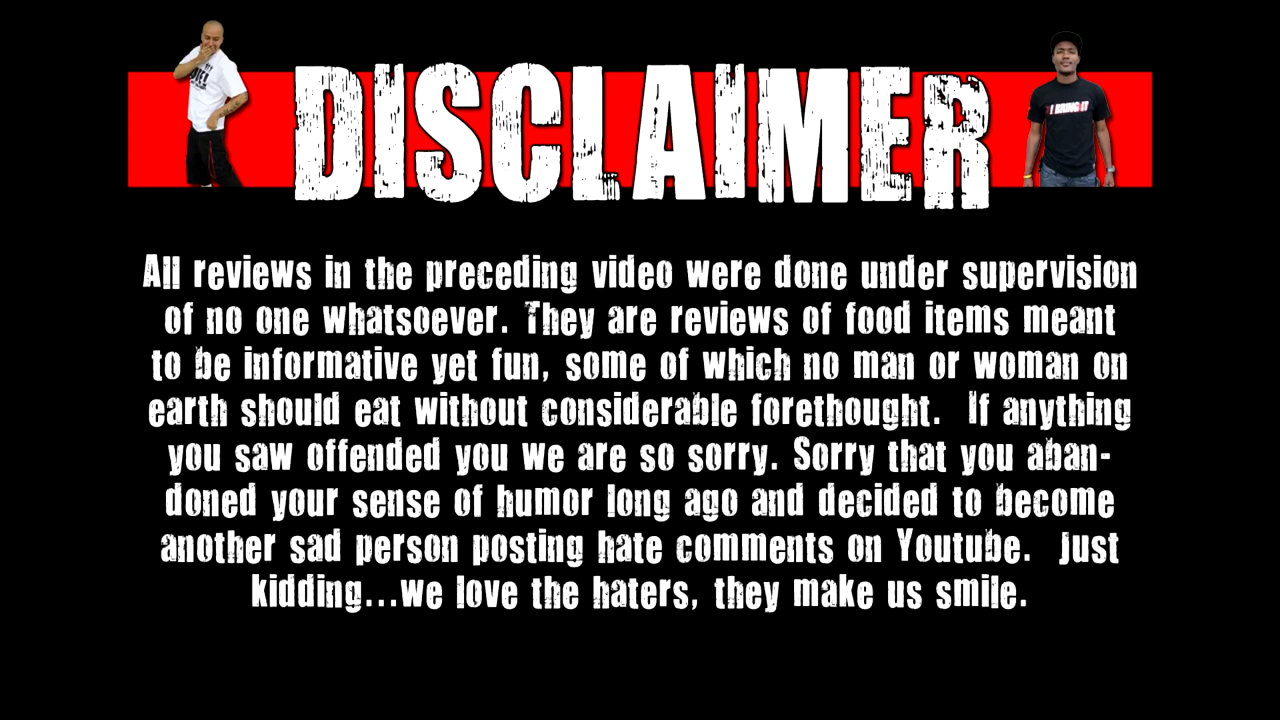 DISCLAIMER
I BRING IT
All reviews in the preceding video were done under supervision
of no one whatsoever. They are reviews of food items meant
to be informative yet fun, some of which no man or woman on
earth should eat without considerable forethought. If anything
you saw offended you we are so sorry. Sorry that you aban-
doned your sense of humor long ago and decided to become
another sad person posting hate comments on Youtube. Just
kidding...we love the haters, they make us smile.